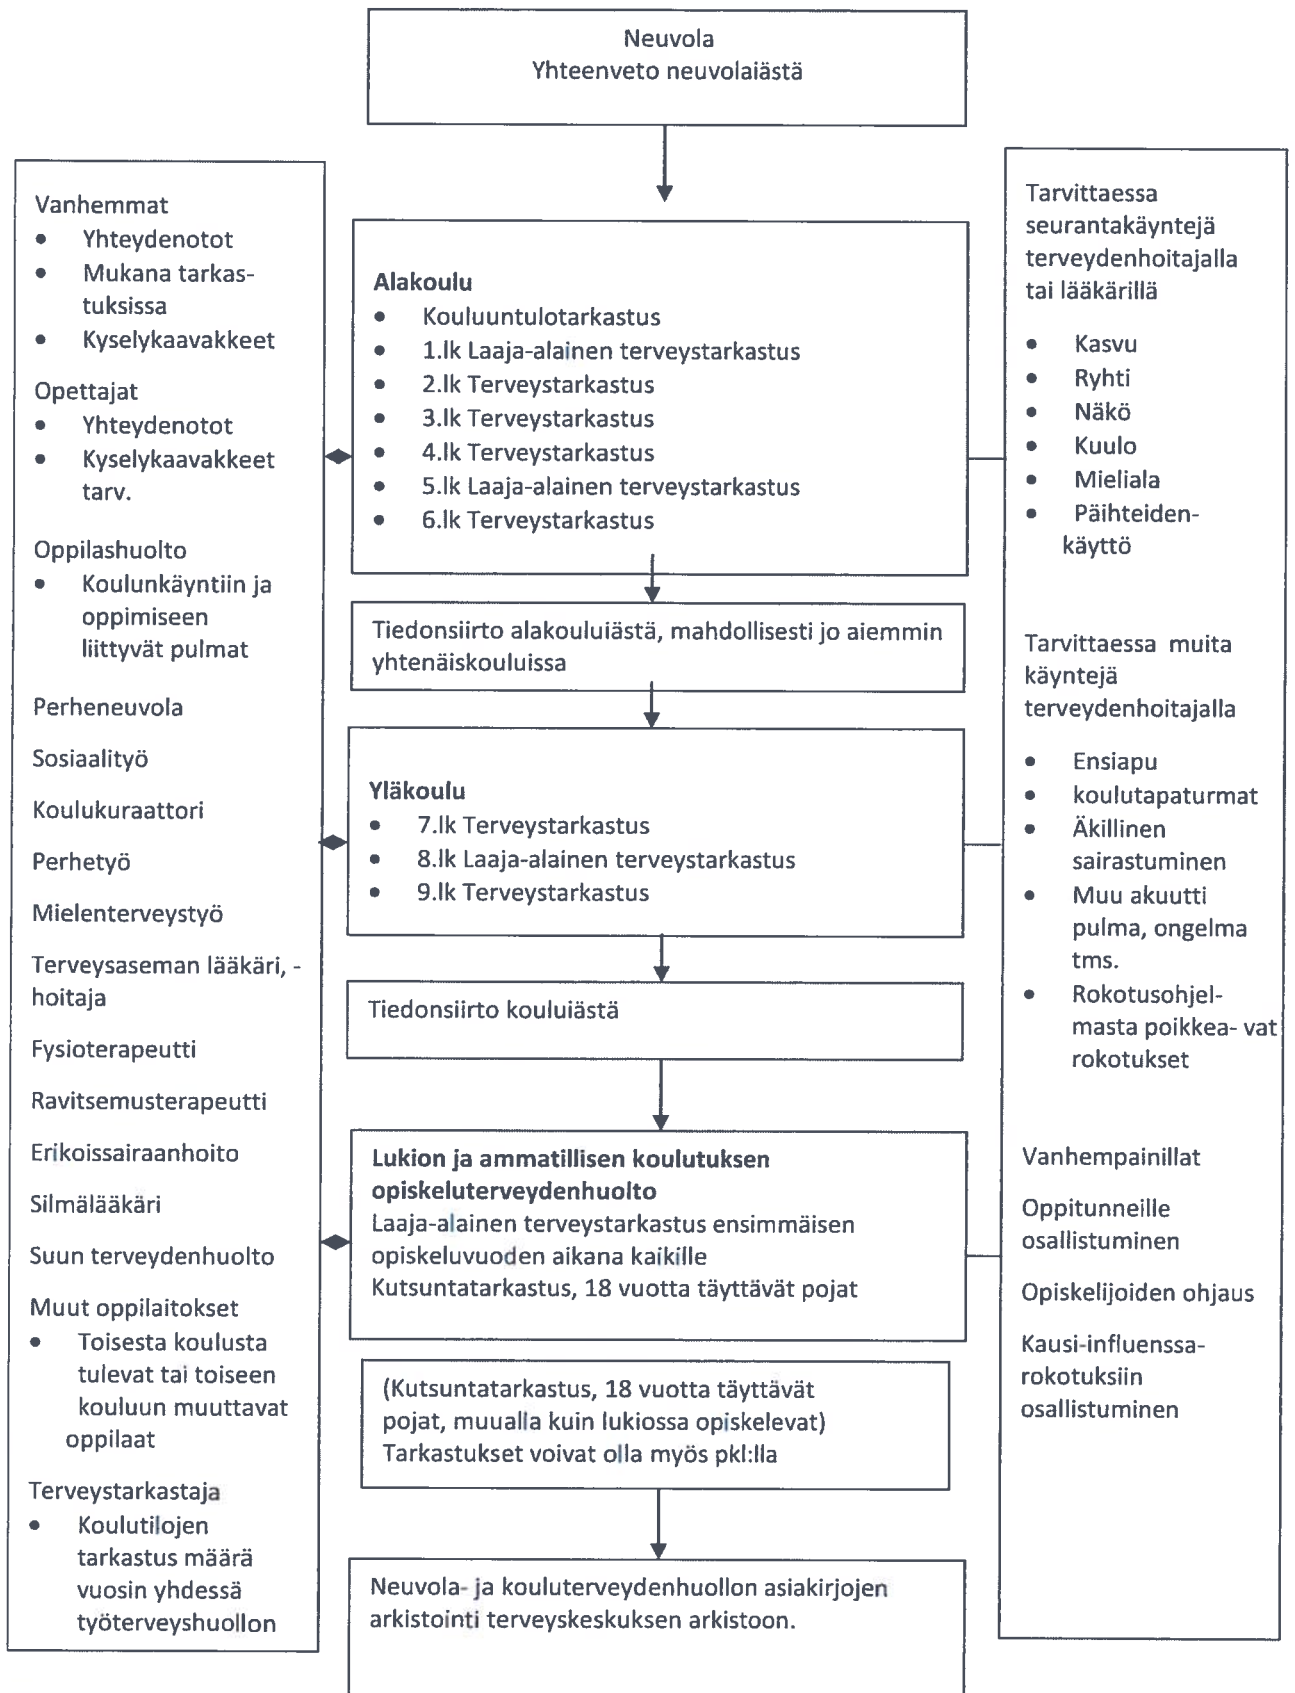 Neuvola
Yhteenveto neuvolaiästä
Vanhemmat
• Yhteydenotot
• Mukana tarkas-
tuksissa
• Kyselykaavakkeet
Opettajat
• Yhteydenotot
• Kyselykaavakkeet
tarv.
Oppilashuolto
• Koulunkäyntiin ja
oppimiseen
liittyvät pulmat
Perheneuvola
Sosiaalityö
Koulukuraattori
Perhetyö
Mielenterveystyö
Terveysaseman lääkäri, -
hoitaja
Fysioterapeutti
Ravitsemusterapeutti
Erikoissairaanhoito
Silmälääkäri
Suun terveydenhuolto
Muut oppilaitokset
• Toisesta koulusta
tulevat tai toiseen
kouluun muuttavat
oppilaat
Terveystarkastaja
• Koulutilojen
tarkastus määrä
vuosin yhdessä
työterveyshuollon
Alakoulu
• Kouluuntulotarkastus
• 1.lk Laaja-alainen terveystarkastus
• 2.lk Terveystarkastus
• 3.lk Terveystarkastus
• 4.lk Terveystarkastus
• 5.lk Laaja-alainen terveystarkastus
• 6.lk Terveystarkastus
Tiedonsiirto alakouluiästä, mahdollisesti jo aiemmin
yhtenäiskouluissa
Yläkoulu
• 7.lk Terveystarkastus
• 8.lk Laaja-alainen terveystarkastus
• 9.lk Terveystarkastus
Tiedonsiirto kouluiästä
Lukion ja ammatillisen koulutuksen
opiskeluterveydenhuolto
Laaja-alainen terveystarkastus ensimmäisen
opiskeluvuoden aikana kaikille
Kutsuntatarkastus, 18 vuotta täyttävät pojat
(Kutsuntatarkastus, 18 vuotta täyttävät
pojat, muualla kuin lukiossa opiskelevat)
Tarkastukset voivat olla myös pkl:lla
Neuvola- ja kouluterveydenhuollon asiakirjojen
arkistointi terveyskeskuksen arkistoon.
Tarvittaessa
seurantakäyntejä
terveydenhoitajalla
tai lääkärillä
• Kasvu
• Ryhti
• Näkö
• Kuulo
• Mieliala
• Päihteiden-
käyttö
Tarvittaessa muita
käyntejä
terveydenhoitajalla
• Ensiapu
• koulutapaturmat
• Äkillinen
sairastuminen
• Muu akuutti
pulma, ongelma
tms.
• Rokotusohjel-
masta poikkea- vat
rokotukset
Vanhempainillat
Oppitunneille
osallistuminen
Opiskelijoiden ohjaus
Kausi-influenssa-
rokotuksiin
osallistuminen